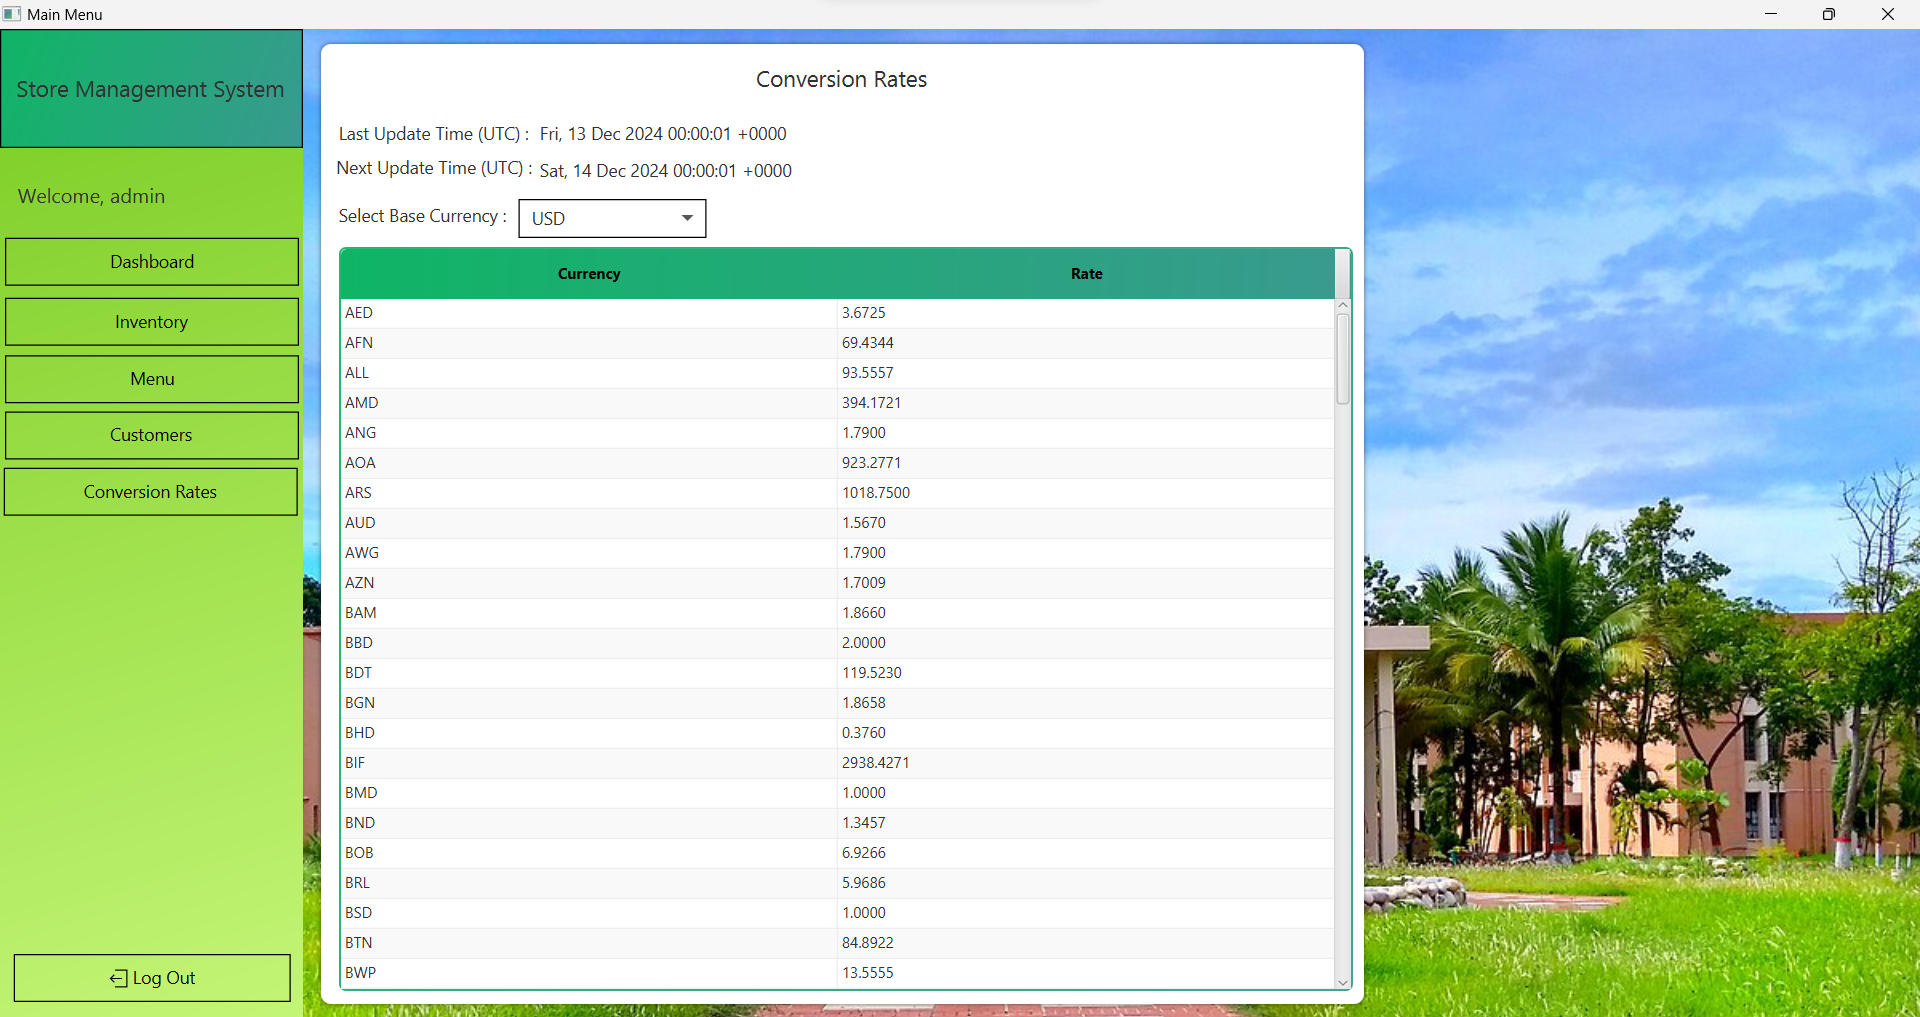 Main Menu
Store Management System
Welcome, admin
Dashboard
Inventory
Menu
Customers
Conversion Rates
Log Out
Conversion Rates
Last Update Time (UTC) : Fri, 13 Dec 2024 00:00:01 +0000
Next Update Time (UTC) : Sat, 14 Dec 2024 00:00:01 +0000
Select Base Currency : USD
Currency Rate
AED 3.6725
AFN 69.4344
ALL 93.5557
AMD 394.1721
ANG 1.7900
AOA 923.2771
ARS 1018.7500
AUD 1.5670
AWG 1.7900
AZN 1.7009
BAM 1.8660
BBD 2.0000
BDT 119.5230
BGN 1.8658
BHD 0.3760
BIF 2938.4271
BMD 1.0000
BND 1.3457
BOB 6.9266
BRL 5.9686
BSD 1.0000
BTN 84.8922
BWP 13.5555